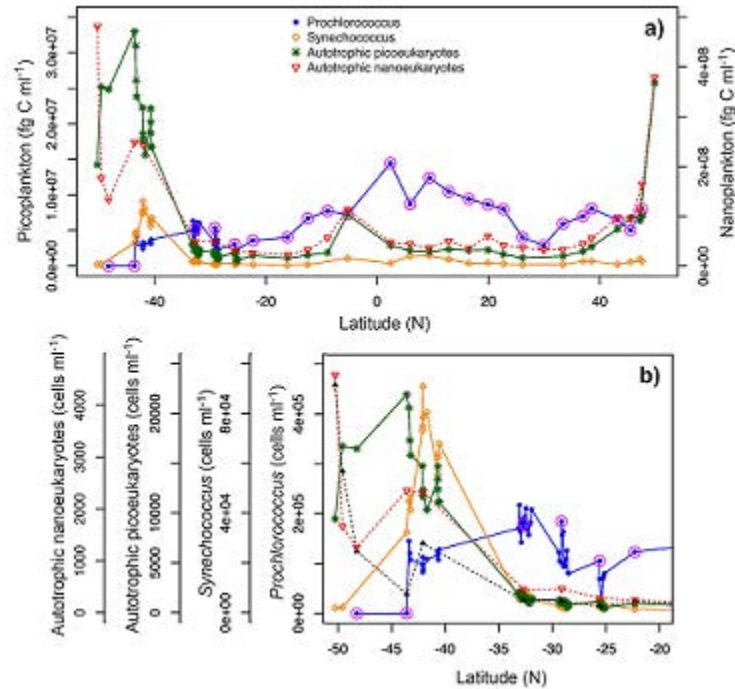 a)
Prochlorococcus
Synechococcus
Autotrophic picoeukaryotes
Autotrophic nanoeukaryotes
Picoplankton (fg C ml⁻¹)
0.0e+00 1.0e+07 2.0e+07 3.0e+07
Nanoplankton (fg C ml⁻¹)
0e+00 2e+08 4e+08
-40 -20 0 20 40
Latitude (N)
b)
Autotrophic nanoeukaryotes (cells ml⁻¹)
0 1000 2000 3000 4000
Autotrophic picoeukaryotes (cells ml⁻¹)
0 5000 10000 20000
Synechococcus (cells ml⁻¹)
0e+00 4e+04 8e+04
Prochlorococcus (cells ml⁻¹)
0e+00 2e+05 4e+05
-50 -45 -40 -35 -30 -25 -20
Latitude (N)